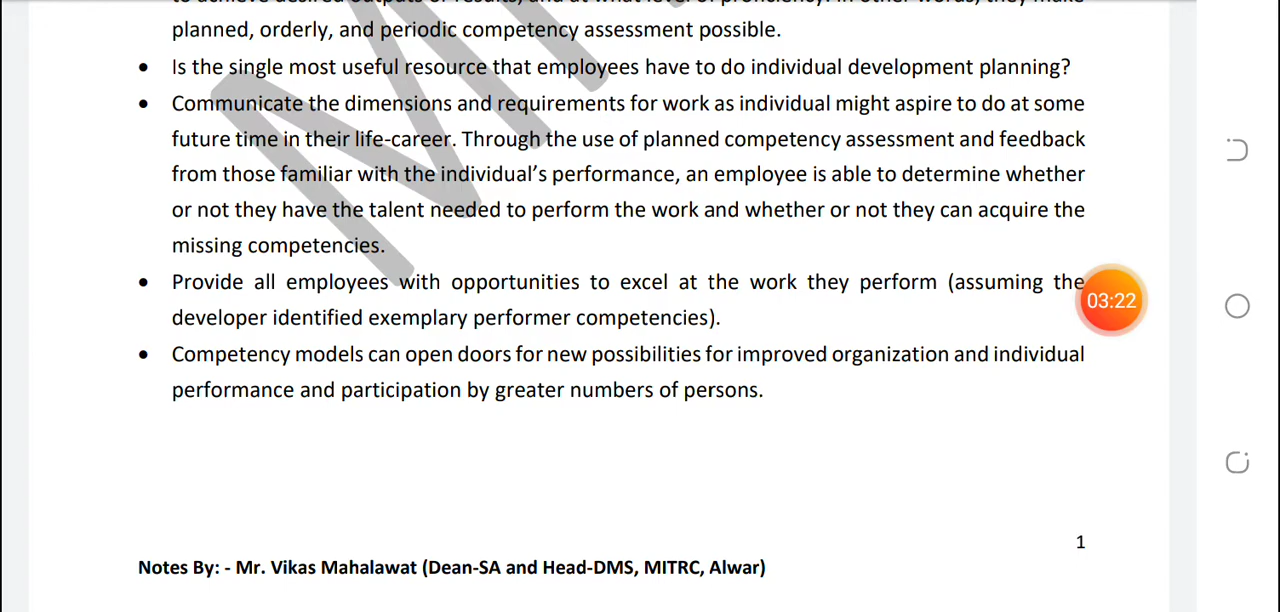 planned, orderly, and periodic competency assessment possible.
• Is the single most useful resource that employees have to do individual development planning?
• Communicate the dimensions and requirements for work as individual might aspire to do at some
future time in their life-career. Through the use of planned competency assessment and feedback
from those familiar with the individual's performance, an employee is able to determine whether
or not they have the talent needed to perform the work and whether or not they can acquire the
missing competencies.
• Provide all employees with opportunities to excel at the work they perform (assuming the
developer identified exemplary performer competencies).
03:22
• Competency models can open doors for new possibilities for improved organization and individual
performance and participation by greater numbers of persons.
1
Notes By: - Mr. Vikas Mahalawat (Dean-SA and Head-DMS, MITRC, Alwar)